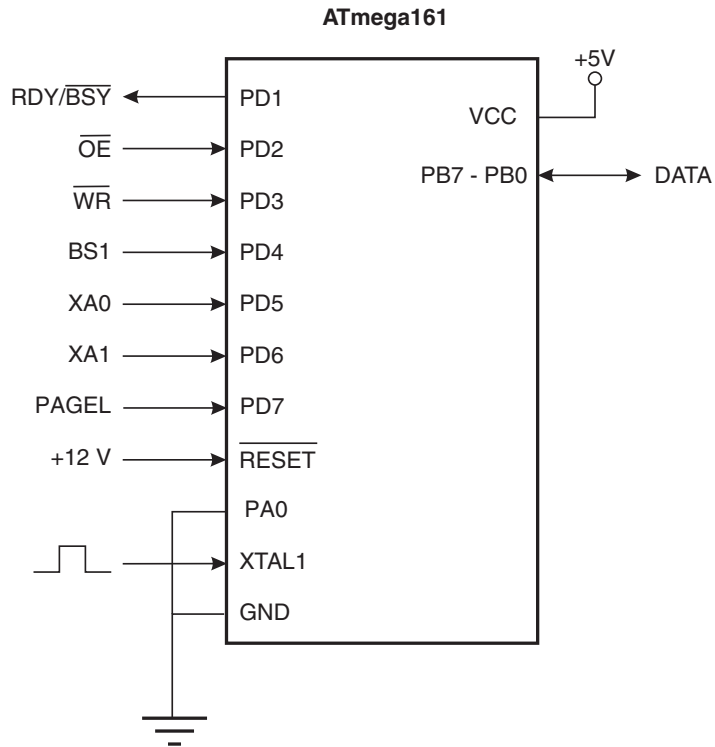 ATmega161
+5V
RDY/BSY PD1
VCC
OE PD2
PB7 - PB0 DATA
WR PD3
BS1 PD4
XA0 PD5
XA1 PD6
PAGEL PD7
+12 V RESET
PA0
XTAL1
GND